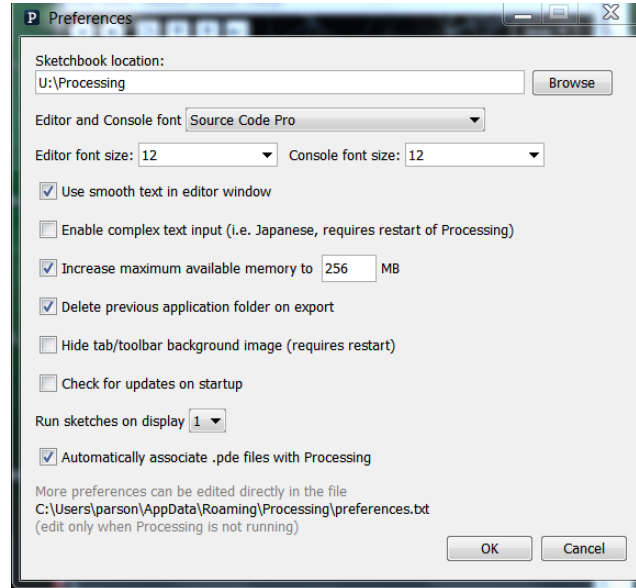 P Preferences
Sketchbook location:
U:\Processing Browse
Editor and Console font Source Code Pro
Editor font size: 12 Console font size: 12
Use smooth text in editor window
Enable complex text input (i.e. Japanese, requires restart of Processing)
Increase maximum available memory to 256 MB
Delete previous application folder on export
Hide tab/toolbar background image (requires restart)
Check for updates on startup
Run sketches on display 1
Automatically associate .pde files with Processing
More preferences can be edited directly in the file
C:\Users\parson\AppData\Roaming\Processing\preferences.txt
(edit only when Processing is not running)
OK Cancel